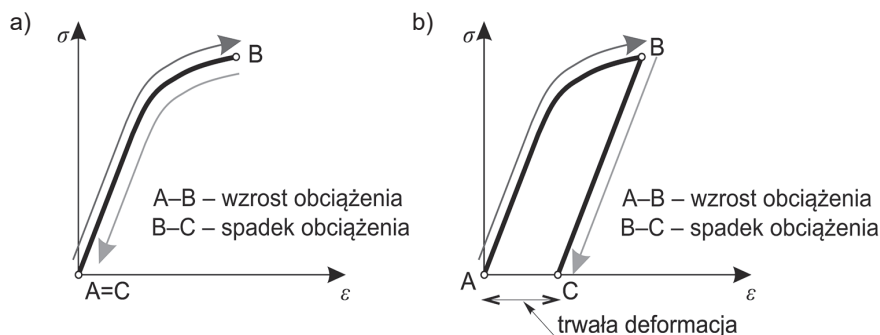 a)
σ
B
A–B – wzrost obciążenia
B–C – spadek obciążenia
A=C
ε
b)
σ
B
A–B – wzrost obciążenia
B–C – spadek obciążenia
A
C
ε
trwała deformacja